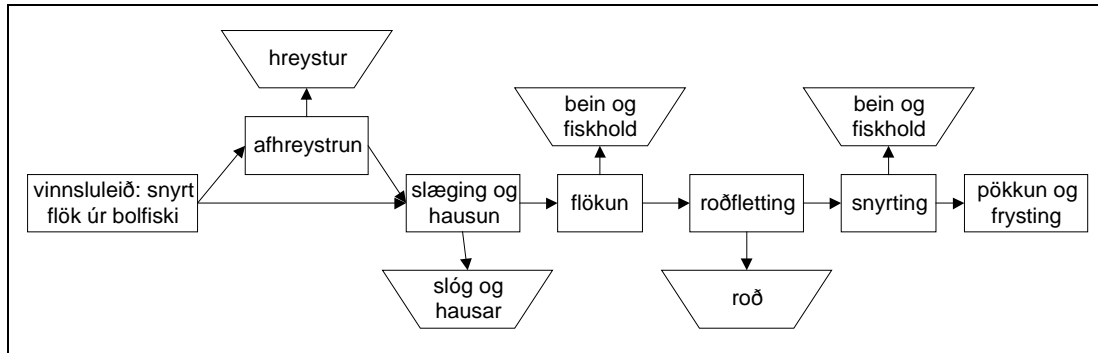 hreystur
afhreystrun
vinnsluleið: snyrt
flök úr bolfiski
slæging og
hausun
slóg og
hausar
bein og
fiskhold
flökun
roðfletting
roð
bein og
fiskhold
snyrting
pökkun og
frysting